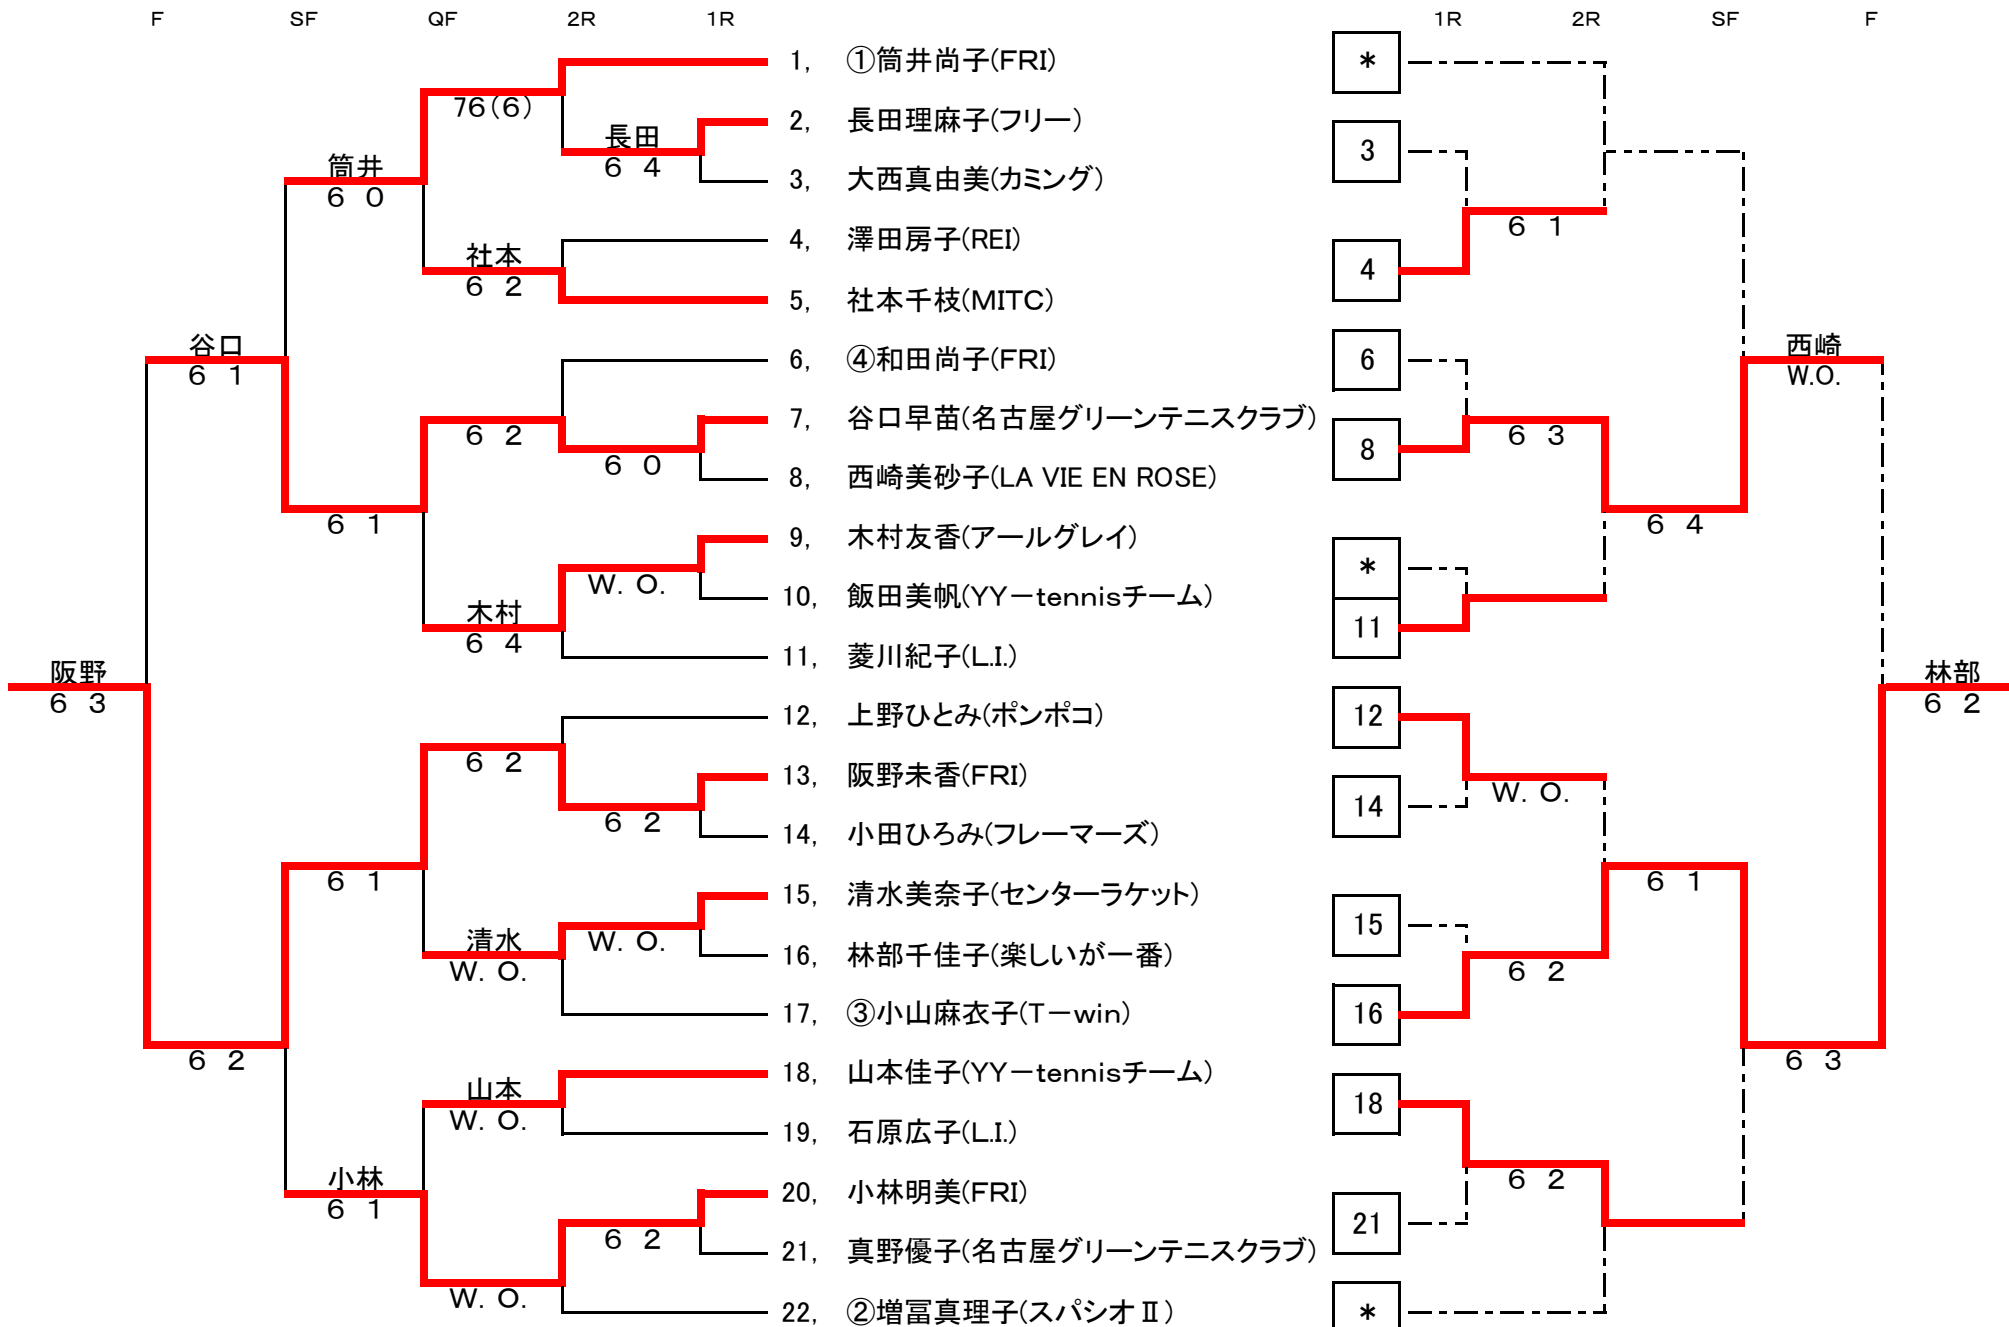 F SF QF 2R 1R 1R 2R SF F
1, ①筒井尚子(FRI) *
76(6)
2, 長田理麻子(フリー)
長田
6 4
3
筒井
6 0
3, 大西真由美(カミング)
6 1
4, 澤田房子(REI)
社本
6 2
4
5, 社本千枝(MITC)
谷口
6 1
6, ④和田尚子(FRI) 6
西崎
W.O.
7, 谷口早苗(名古屋グリーンテニスクラブ)
6 2
6 3
6 0
8
8, 西崎美砂子(LA VIE EN ROSE)
6 1
6 4
9, 木村友香(アールグレイ)
*
W. O.
10, 飯田美帆(YY－tennisチーム)
木村
6 4
11
11, 菱川紀子(L.I.)
阪野
6 3
林部
6 2
12, 上野ひとみ(ポンポコ) 12
6 2
13, 阪野未香(FRI)
W. O.
14
6 2
14, 小田ひろみ(フレーマーズ)
6 1
6 1
15, 清水美奈子(センターラケット)
15
W. O.
清水
W. O.
16, 林部千佳子(楽しいが一番)
6 2
17, ③小山麻衣子(T－win) 16
6 2
6 3
18, 山本佳子(YY－tennisチーム)
山本
W. O.
18
19, 石原広子(L.I.)
小林
6 1
6 2
20, 小林明美(FRI)
21
6 2
21, 真野優子(名古屋グリーンテニスクラブ)
W. O.
22, ②増冨真理子(スパシオⅡ) *